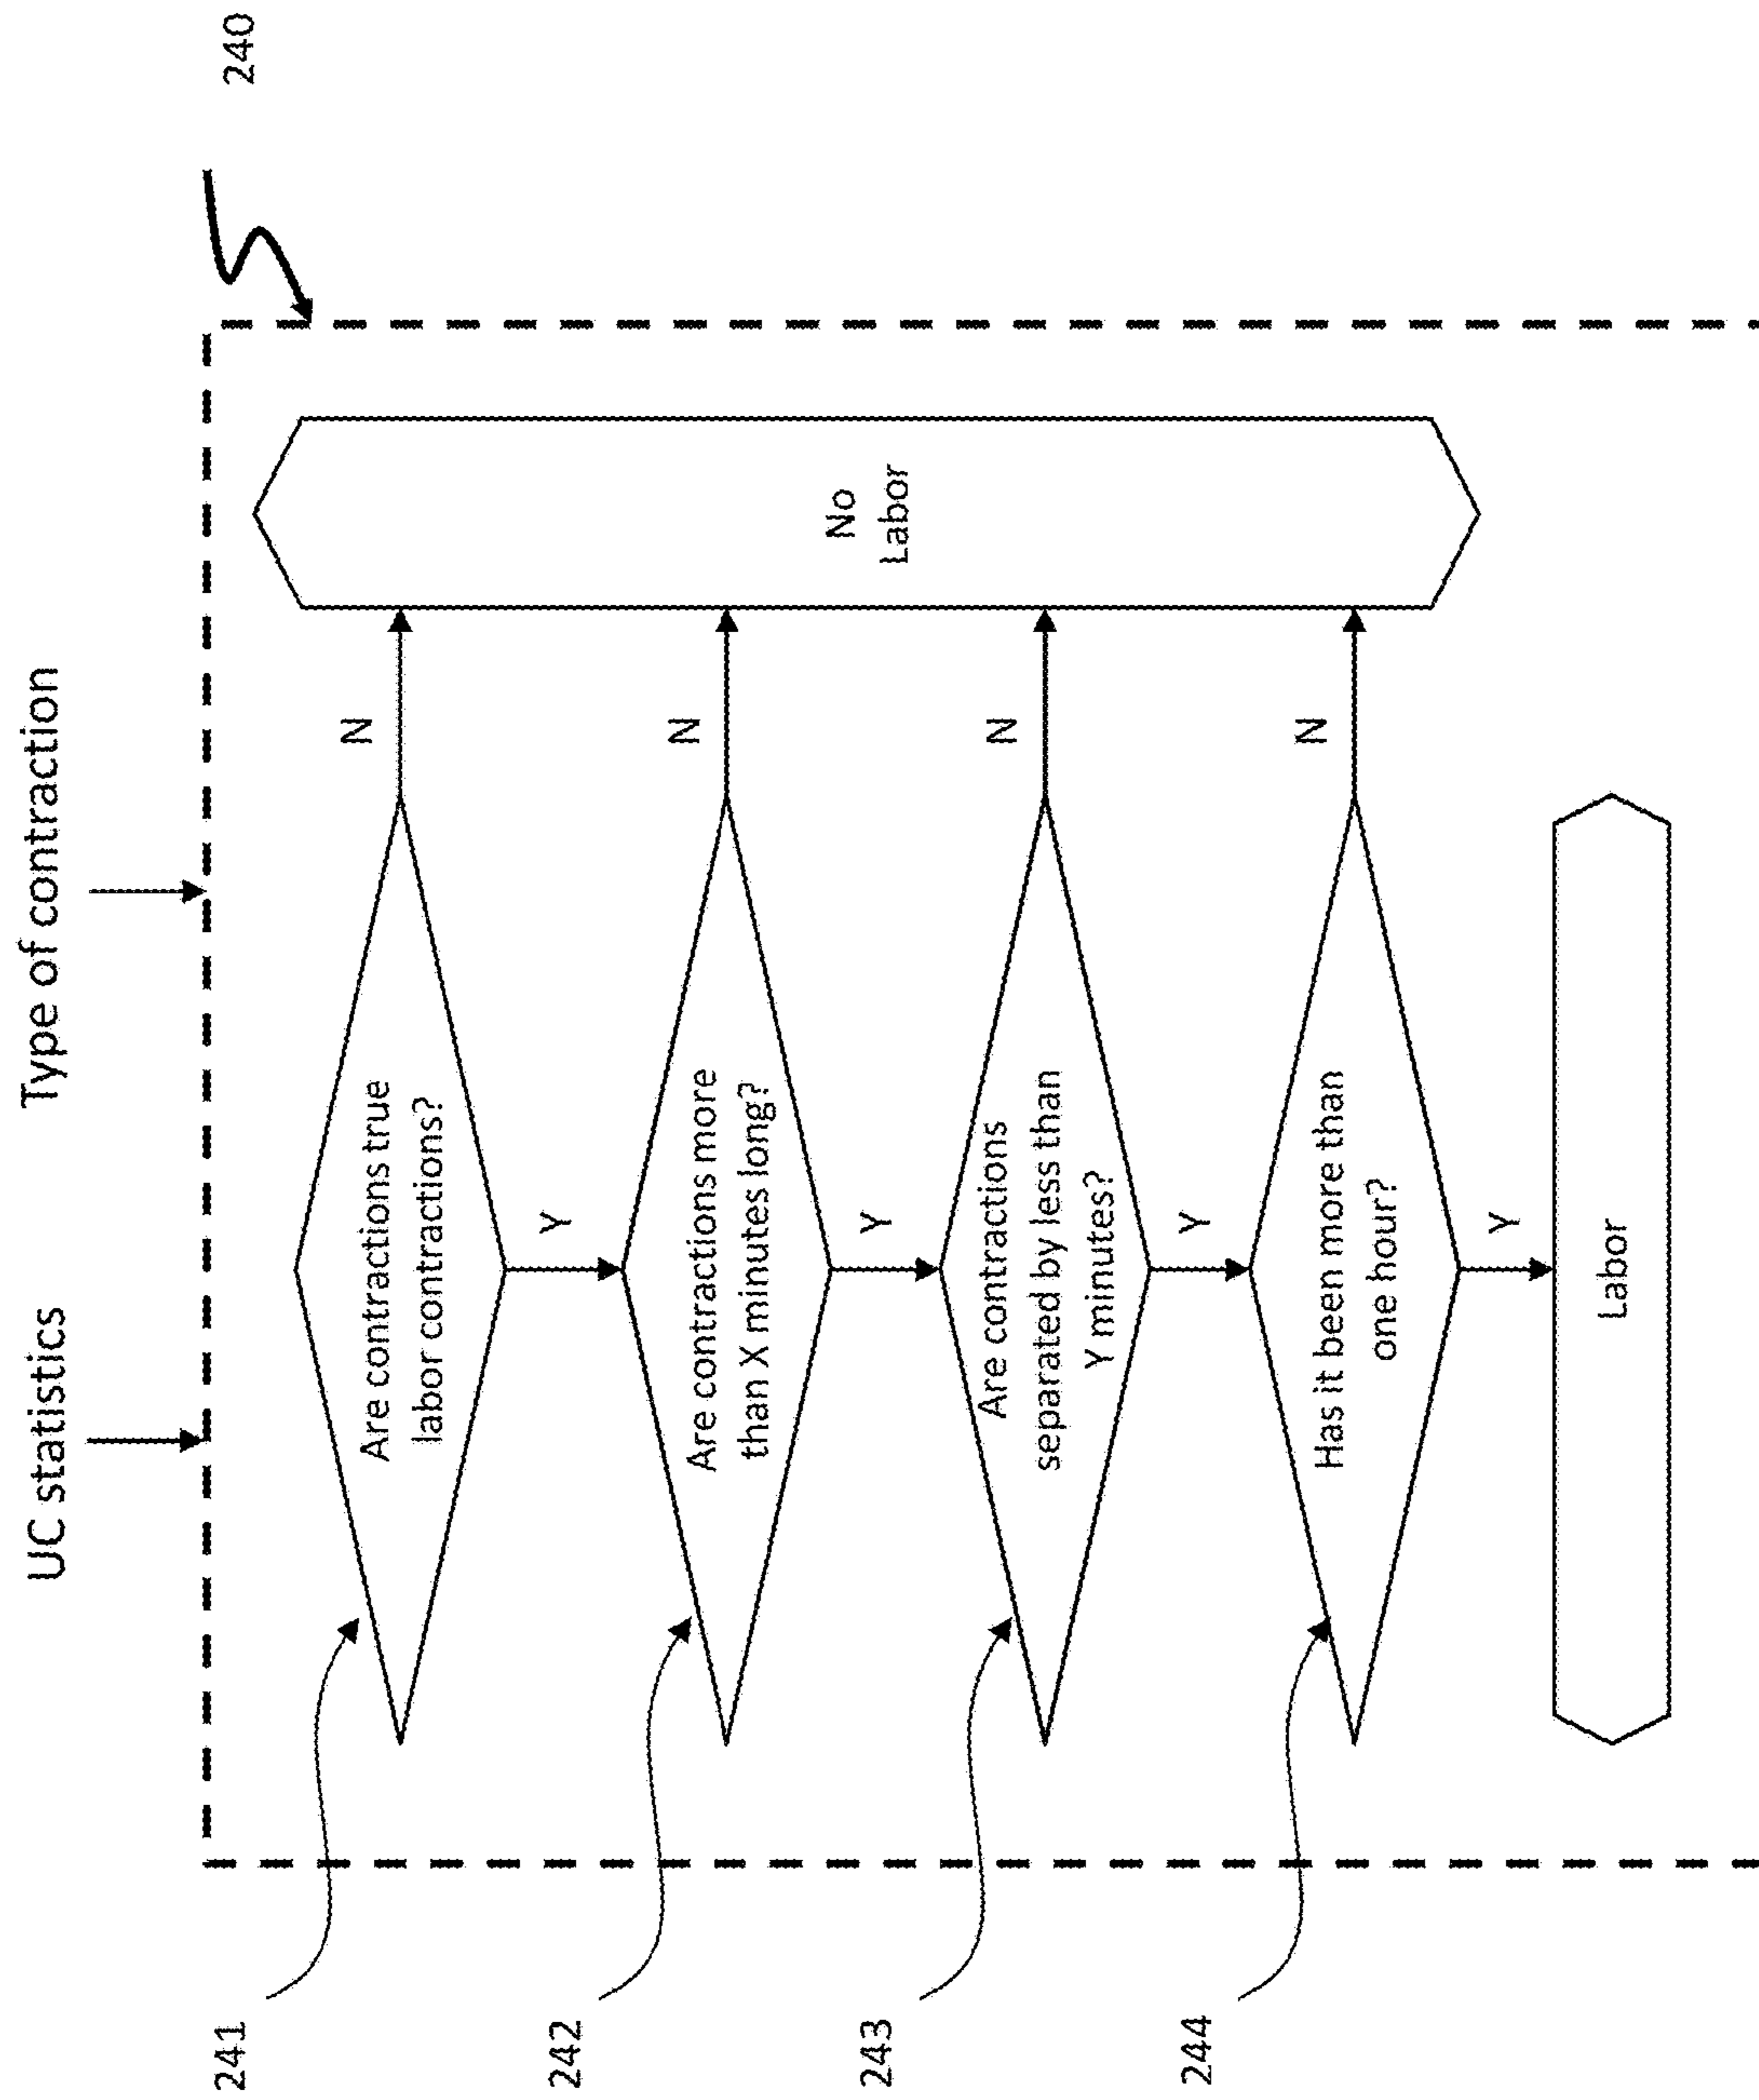 240
UC statistics
Type of contraction
241
Are contractions true
labor contractions?
N
Y
242
Are contractions more
than X minutes long?
N
Y
243
Are contractions
separated by less than
Y minutes?
N
Y
244
Has it been more than
one hour?
N
Y
No
Labor
Labor